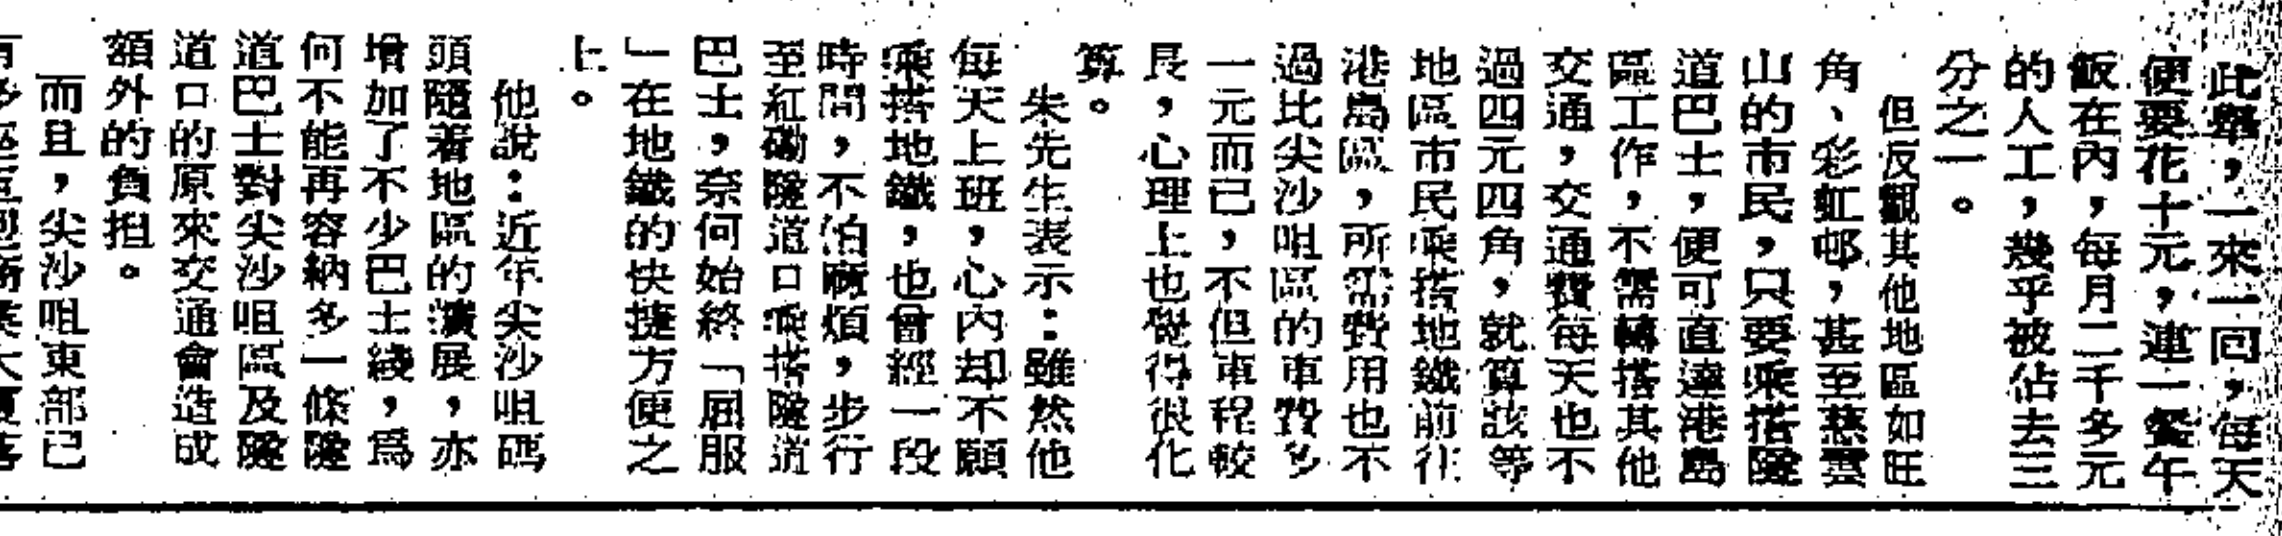 此舉,一來一回,每天
便要花十元,連一餐午
飯在內,每月二千多元
的人工,幾乎被佔去三
分之一。
但反觀其他地區如旺
角、彩虹邨,甚至慈雲
山的市民,只要乘搭隧
道巴士,便可直達港島
區工作,不需轉搭其他
交通,交通費每天也不
過四元四角,就算該等
地區市民乘搭地鐵前往
港島區,所需費用也不
過比尖沙咀區的車費多
一元而已,不但車程較
長,心理上也覺得很化
算。
朱先生表示:雖然他
每天上班,心內却不願
乘搭地鐵,也曾經一段
時間,不怕麻煩,步行
至紅磡隧道口乘搭隧道
巴士,奈何始終「屈服
」在地鐵的快捷方便之
上。
他說:近年尖沙咀碼
頭隨着地區的擴展,亦
增加了不少巴士綫,爲
何不能再容納多一條隧
道巴士對尖沙咀區及隧
道口的原來交通會造成
額外的負担。
而且,尖沙咀東部已